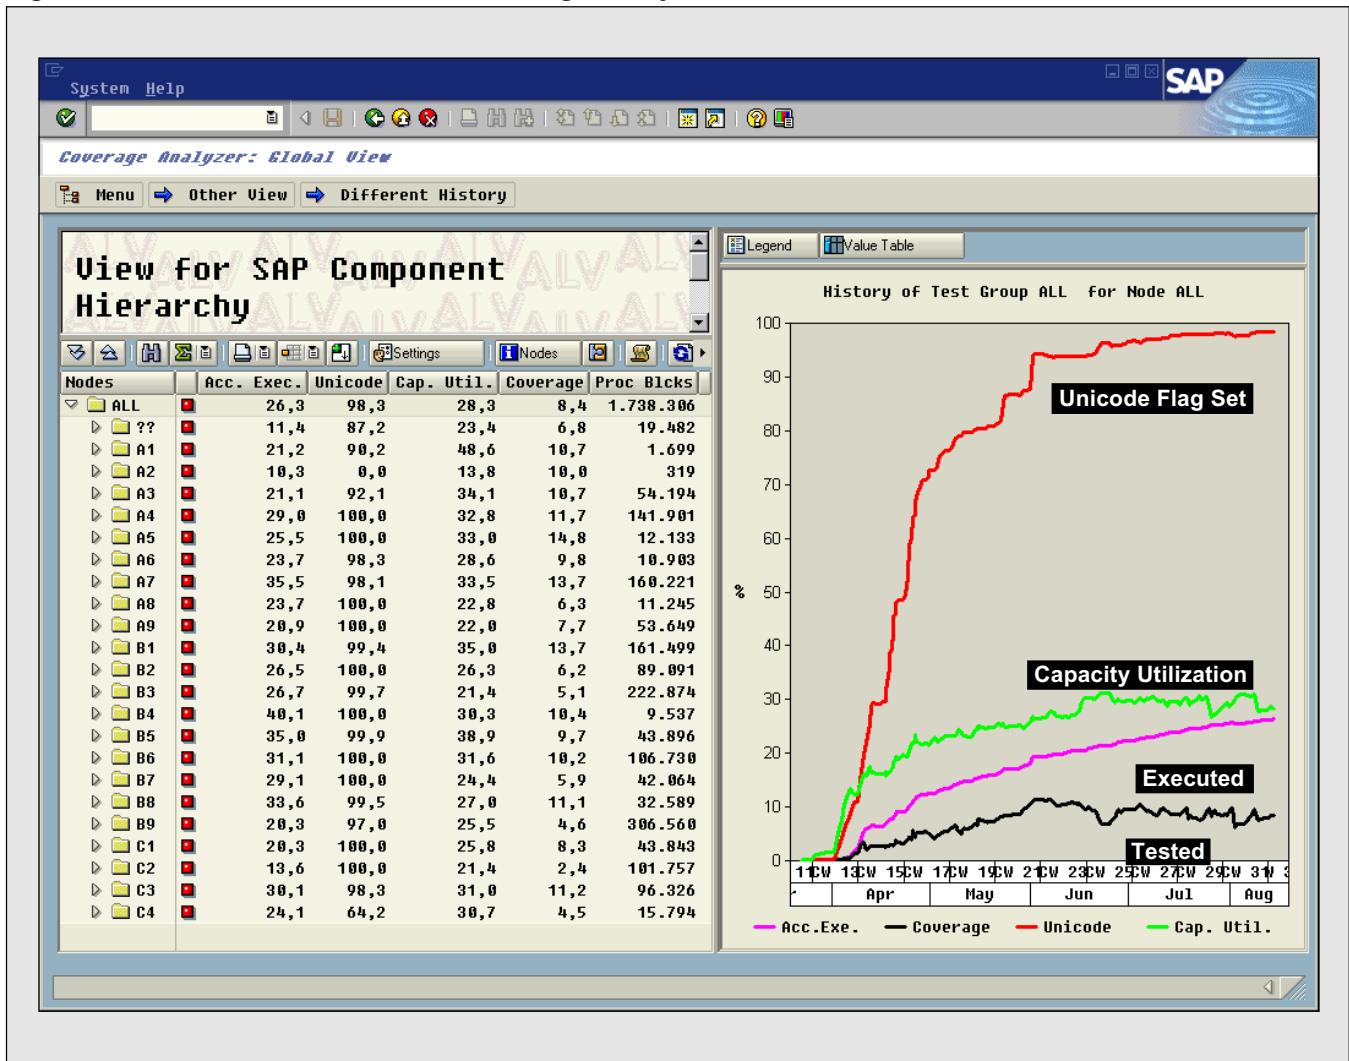 System Help
SAP
Coverage Analyzer: Global View
Menu Other View Different History
View for SAP Component
Hierarchy
Settings Nodes
Nodes Acc. Exec. Unicode Cap. Util. Coverage Proc Blcks
ALL 26,3 98,3 28,3 8,4 1.738.306
?? 11,4 87,2 23,4 6,8 19.482
A1 21,2 90,2 48,6 10,7 1.699
A2 10,3 0,0 13,8 10,0 319
A3 21,1 92,1 34,1 10,7 54.194
A4 29,0 100,0 32,8 11,7 141.901
A5 25,5 100,0 33,0 14,8 12.133
A6 23,7 98,3 28,6 9,8 10.903
A7 35,5 98,1 33,5 13,7 160.221
A8 23,7 100,0 22,8 6,3 11.245
A9 20,9 100,0 22,0 7,7 53.649
B1 30,4 99,4 35,0 13,7 161.499
B2 26,5 100,0 26,3 6,2 89.091
B3 26,7 99,7 21,4 5,1 222.874
B4 40,1 100,0 30,3 10,4 9.537
B5 35,0 99,9 38,9 9,7 43.896
B6 31,1 100,0 31,6 10,2 106.730
B7 29,1 100,0 24,4 5,9 42.064
B8 33,6 99,5 27,0 11,1 32.589
B9 20,3 97,0 25,5 4,6 306.560
C1 20,3 100,0 25,8 8,3 43.843
C2 13,6 100,0 21,4 2,4 101.757
C3 30,1 98,3 31,0 11,2 96.326
C4 24,1 64,2 30,7 4,5 15.794
Legend Value Table
History of Test Group ALL for Node ALL
100
90
Unicode Flag Set
80
70
60
% 50
40
Capacity Utilization
30
20
Executed
10
Tested
0
Apr May Jun Jul Aug
Acc.Exe. Coverage Unicode Cap. Util.